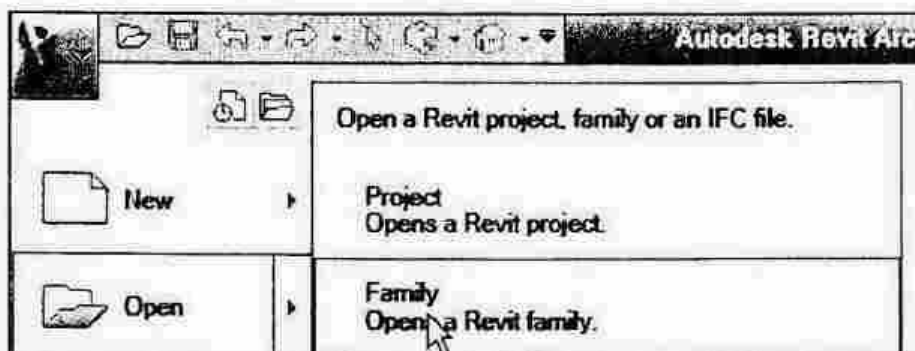 Autodesk Revit Arc
Open a Revit project, family or an IFC file.
New
Project
Opens a Revit project.
Open
Family
Opens a Revit family.